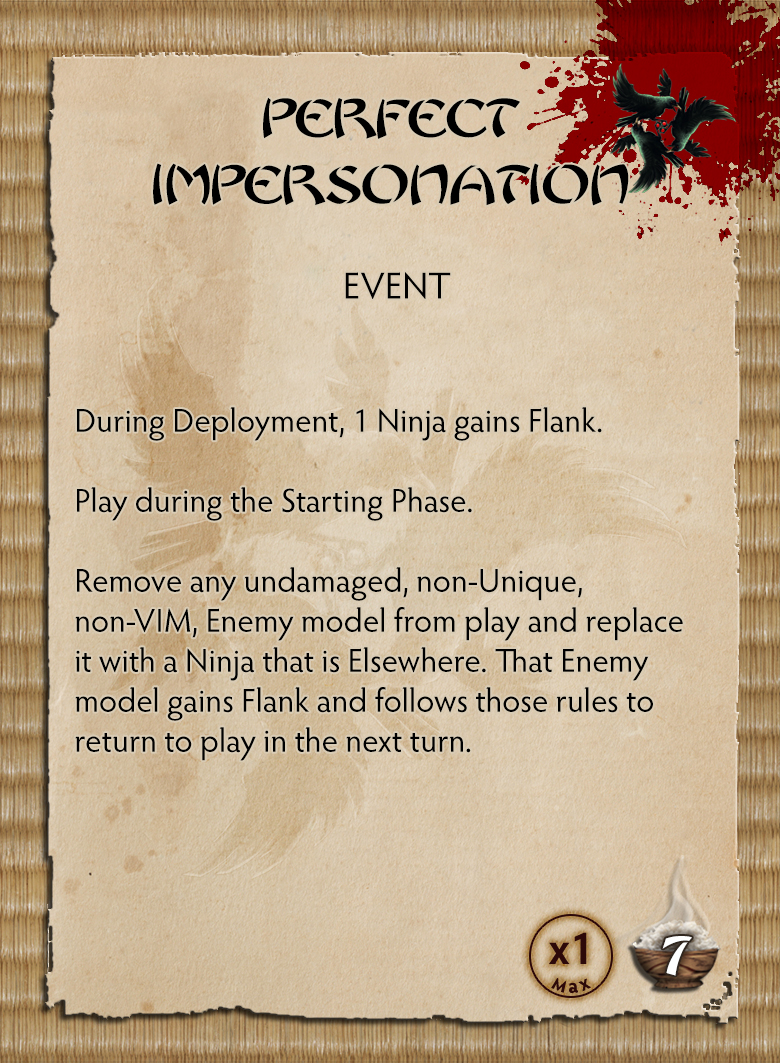 PERFECT
IMPERSONATION
EVENT
During Deployment, 1 Ninja gains Flank.
Play during the Starting Phase.
Remove any undamaged, non-Unique,
non-VIM, Enemy model from play and replace
it with a Ninja that is Elsewhere. That Enemy
model gains Flank and follows those rules to
return to play in the next turn.
x1
Max
7